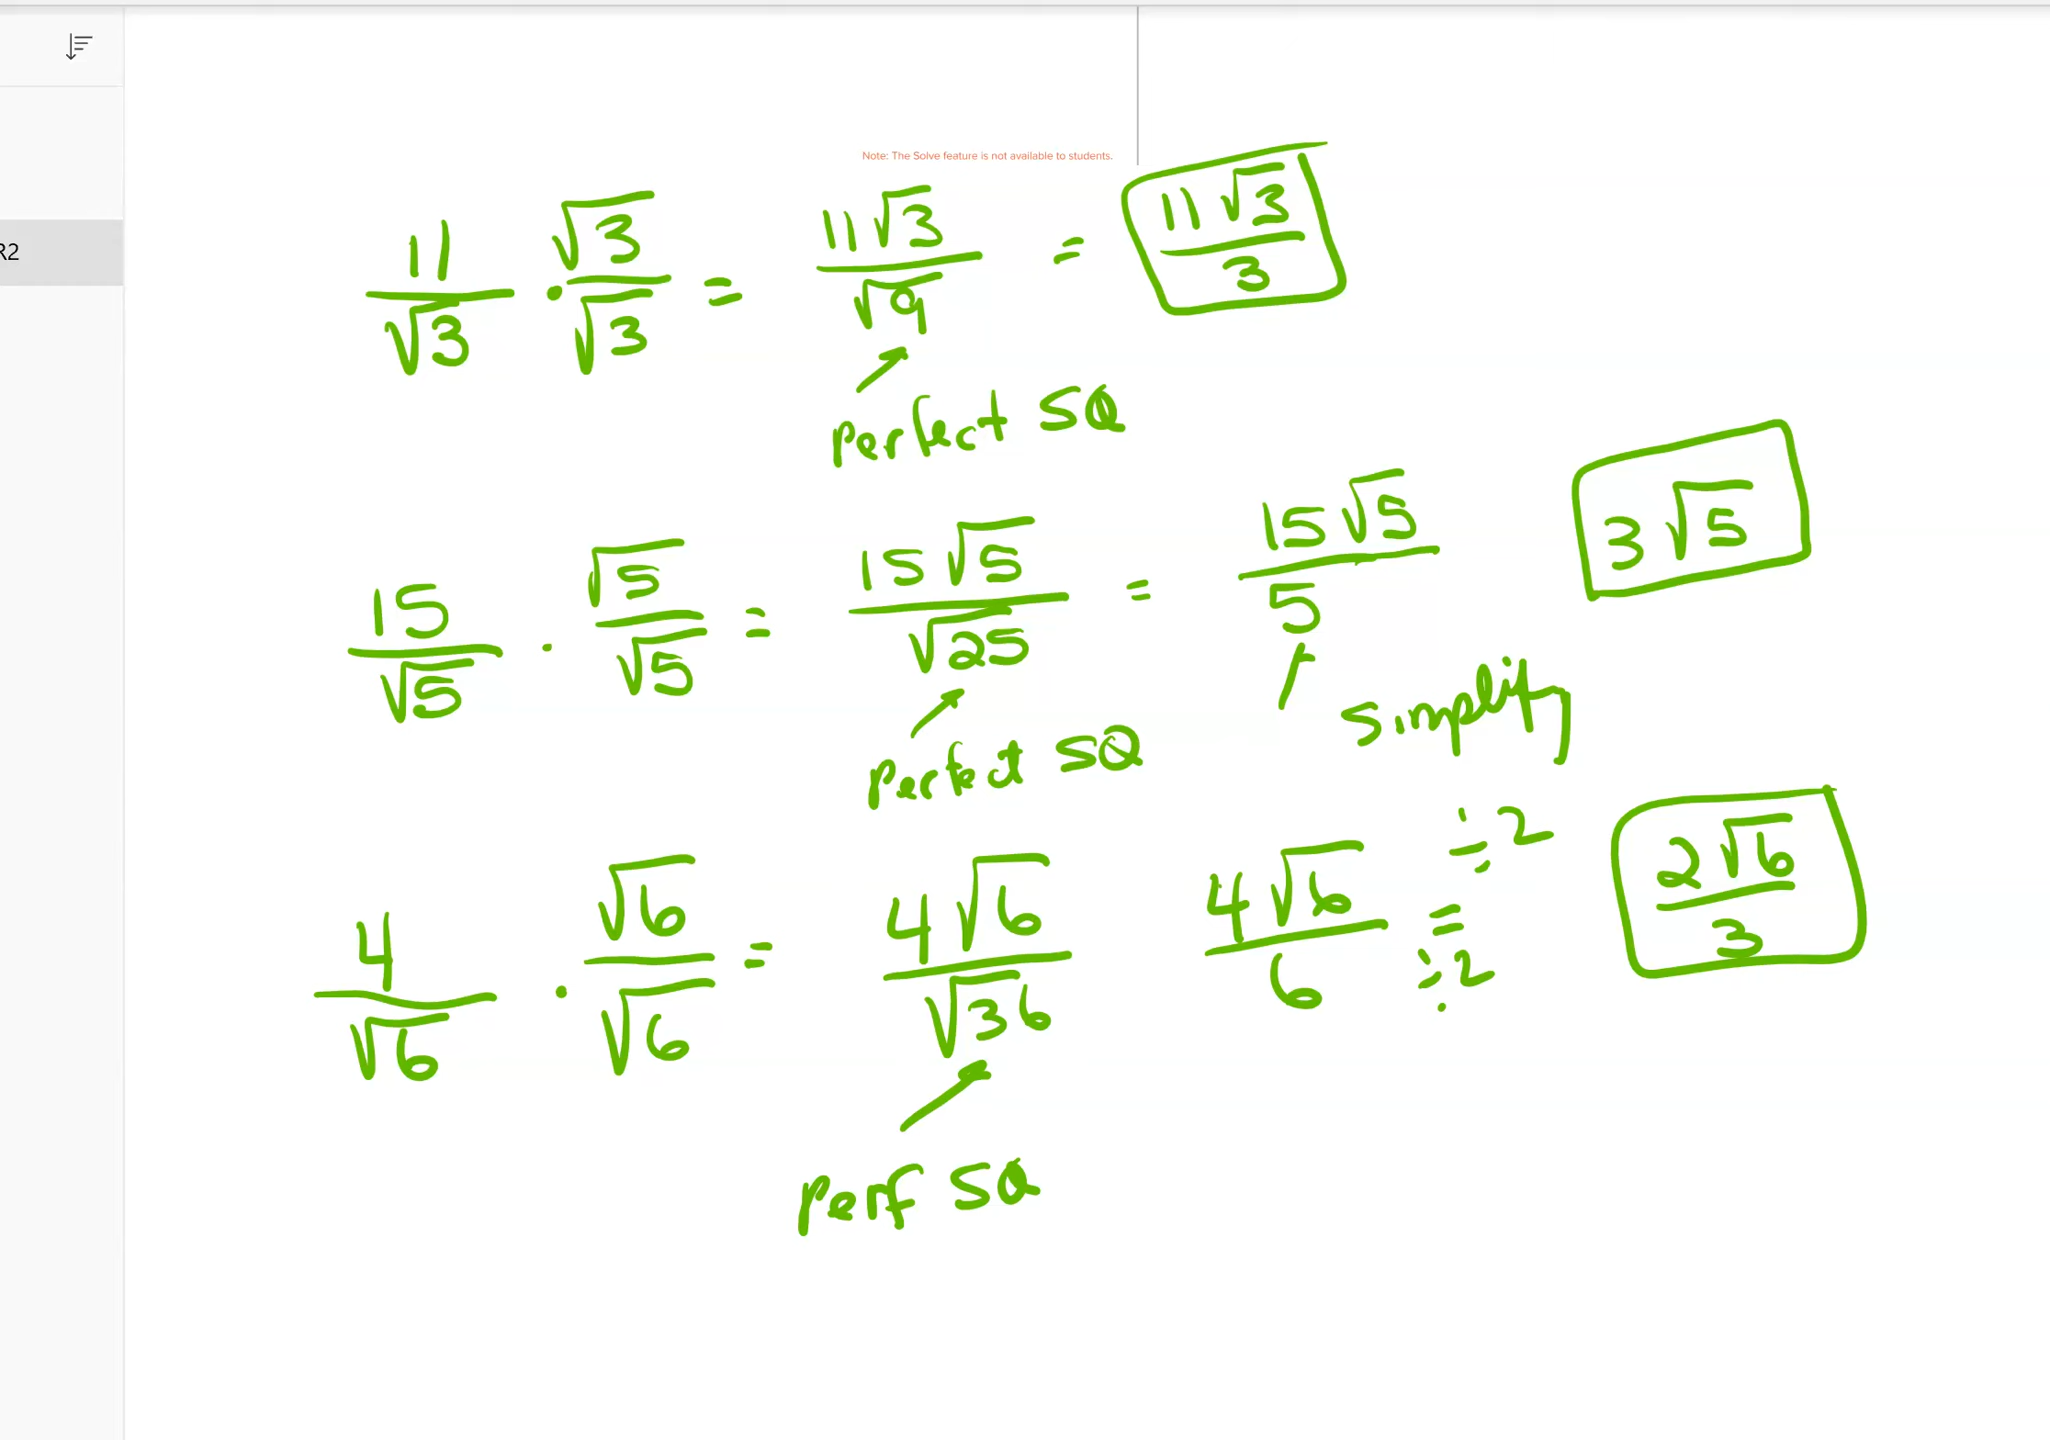 R2
Note: The Solve feature is not available to students.
11/√3 · √3/√3 = 11√3/√9 = 11√3/3
Perfect SQ
15/√5 · √5/√5 = 15√5/√25 = 15√5/5 3√5
Perfect SQ
Simplify
4/√6 · √6/√6 = 4√6/√36 4√6/6 ÷2 = ÷2 2√6/3
Perf SQ